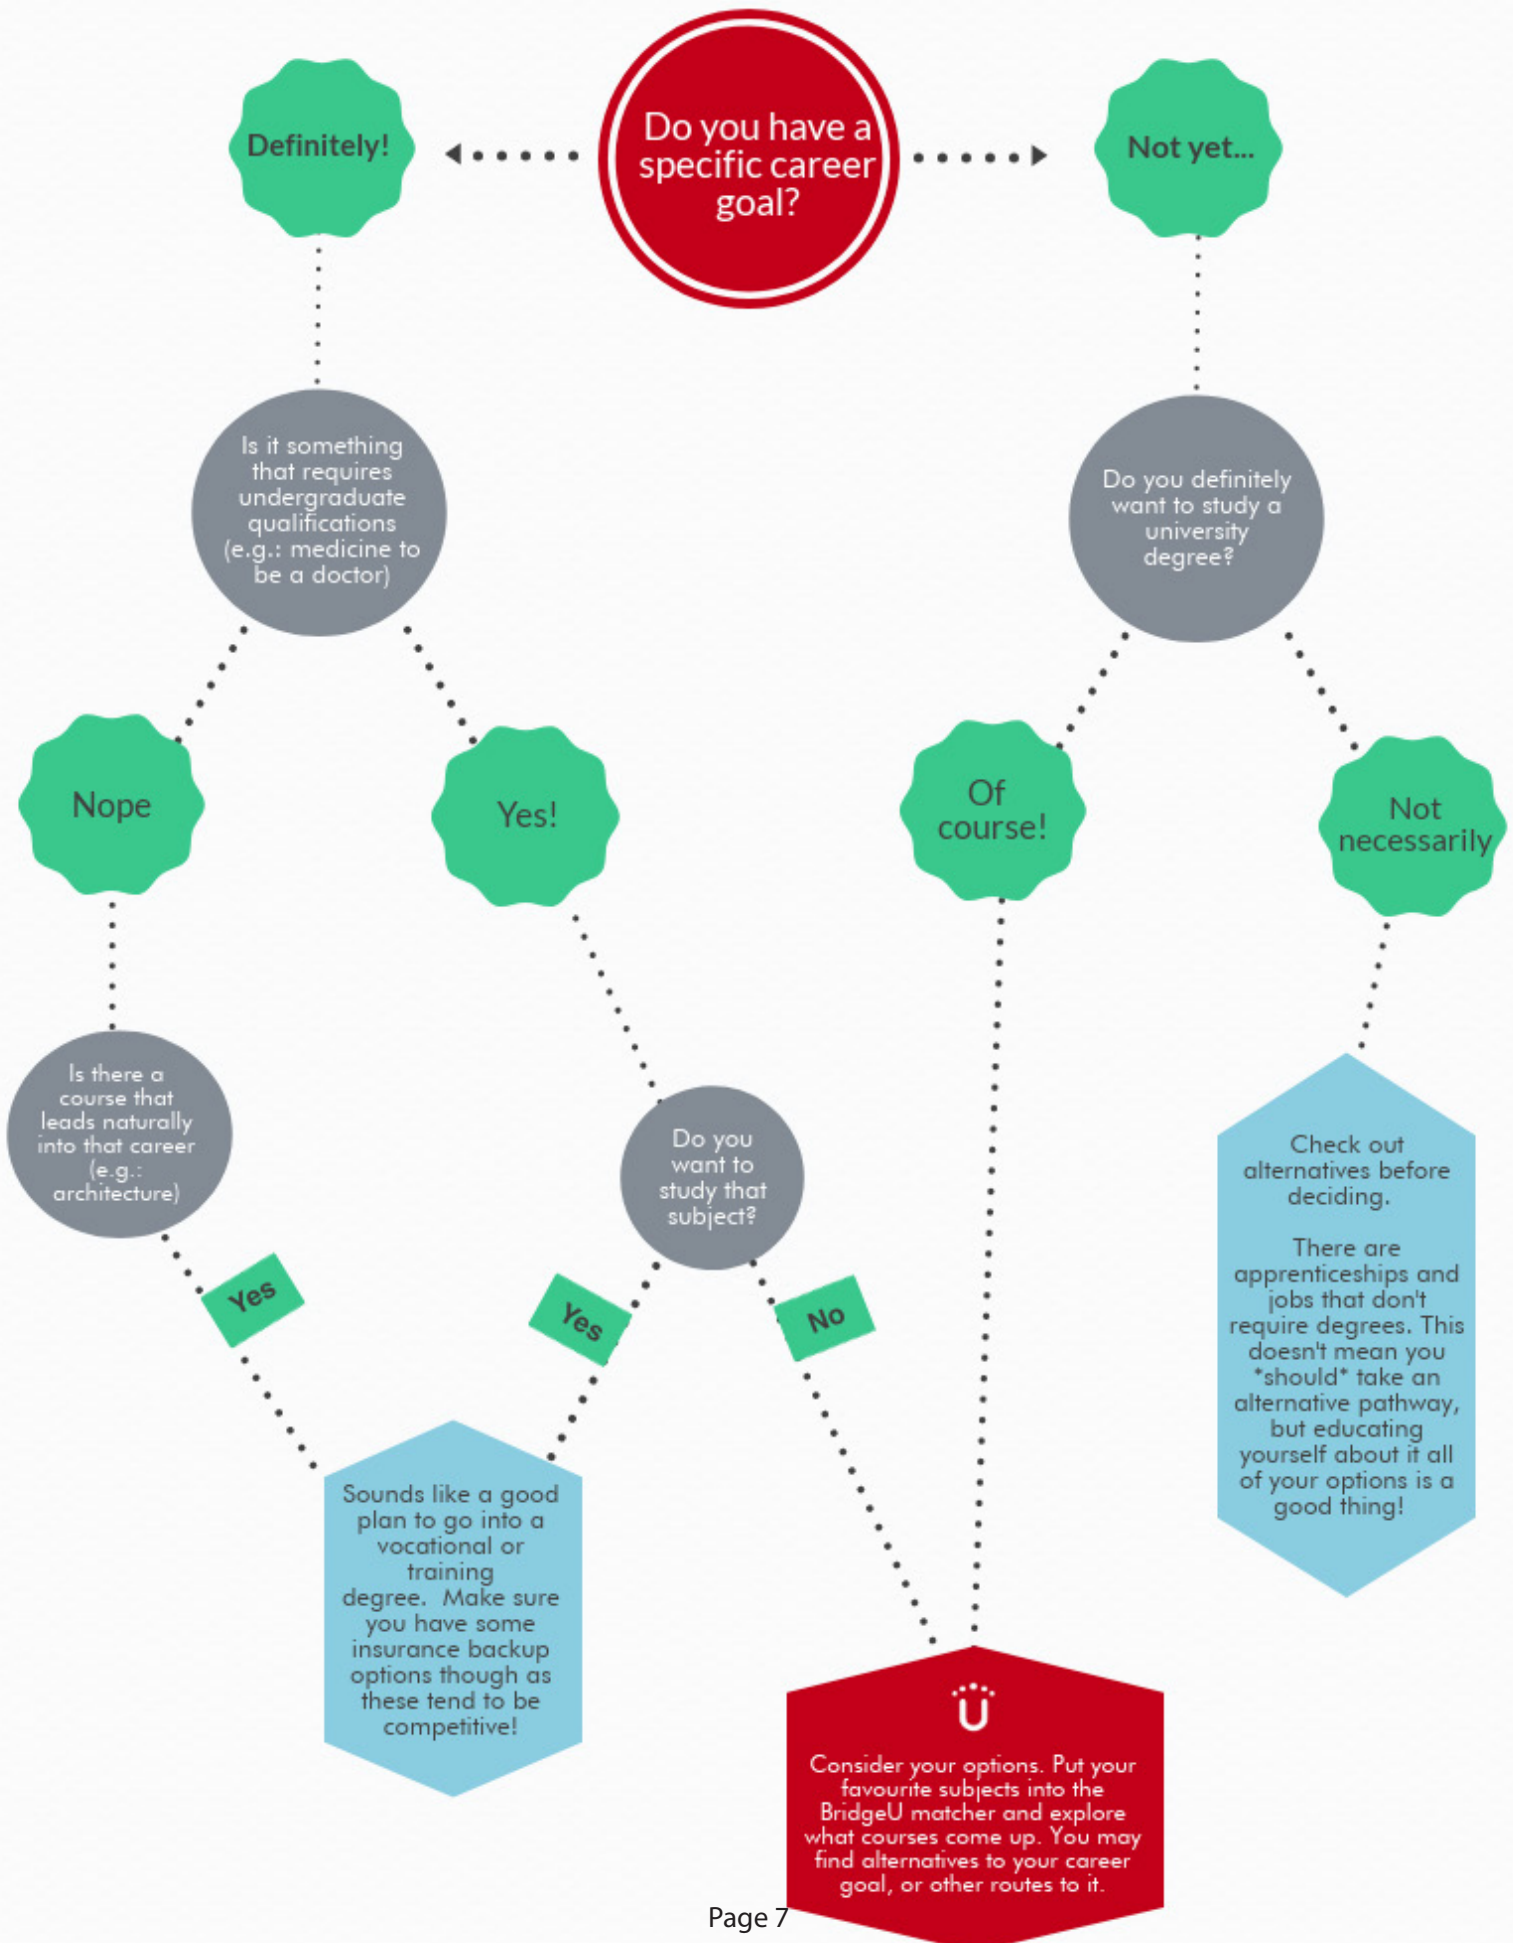 Do you have a
specific career
goal?
Definitely!
Not yet...
Is it something
that requires
undergraduate
qualifications
(e.g.: medicine to
be a doctor)
Do you definitely
want to study a
university
degree?
Nope
Yes!
Of
course!
Not
necessarily
Is there a
course that
leads naturally
into that career
(e.g.:
architecture)
Do you
want to
study that
subject?
Check out
alternatives before
deciding.
There are
apprenticeships and
jobs that don't
require degrees. This
doesn't mean you
*should* take an
alternative pathway,
but educating
yourself about it all
of your options is a
good thing!
Yes
Yes
No
Sounds like a good
plan to go into a
vocational or
training
degree.  Make sure
you have some
insurance backup
options though as
these tend to be
competitive!
U
Consider your options. Put your
favourite subjects into the
BridgeU matcher and explore
what courses come up. You may
find alternatives to your career
goal, or other routes to it.
Page 7